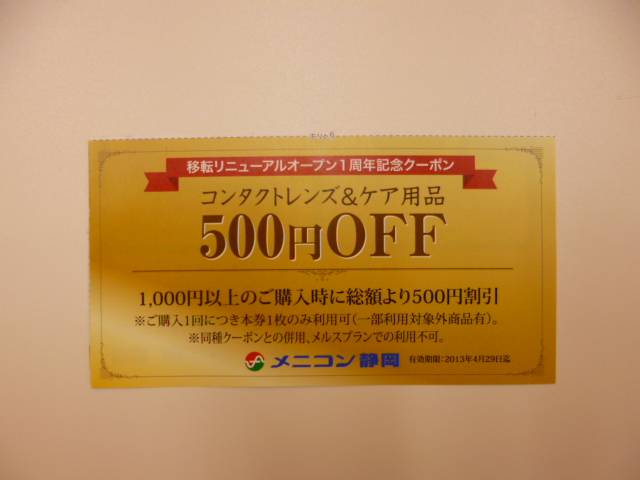 移転リニューアルオープン1周年記念クーポン
コンタクトレンズ&ケア用品
500円OFF
1,000円以上のご購入時に総額より500円割引
※ご購入1回につき本券1枚のみ利用可(一部利用対象外商品有)。
※同種クーポンとの併用、メルスプランでの利用不可。
メニコン静岡 有効期限:2013年4月29日迄